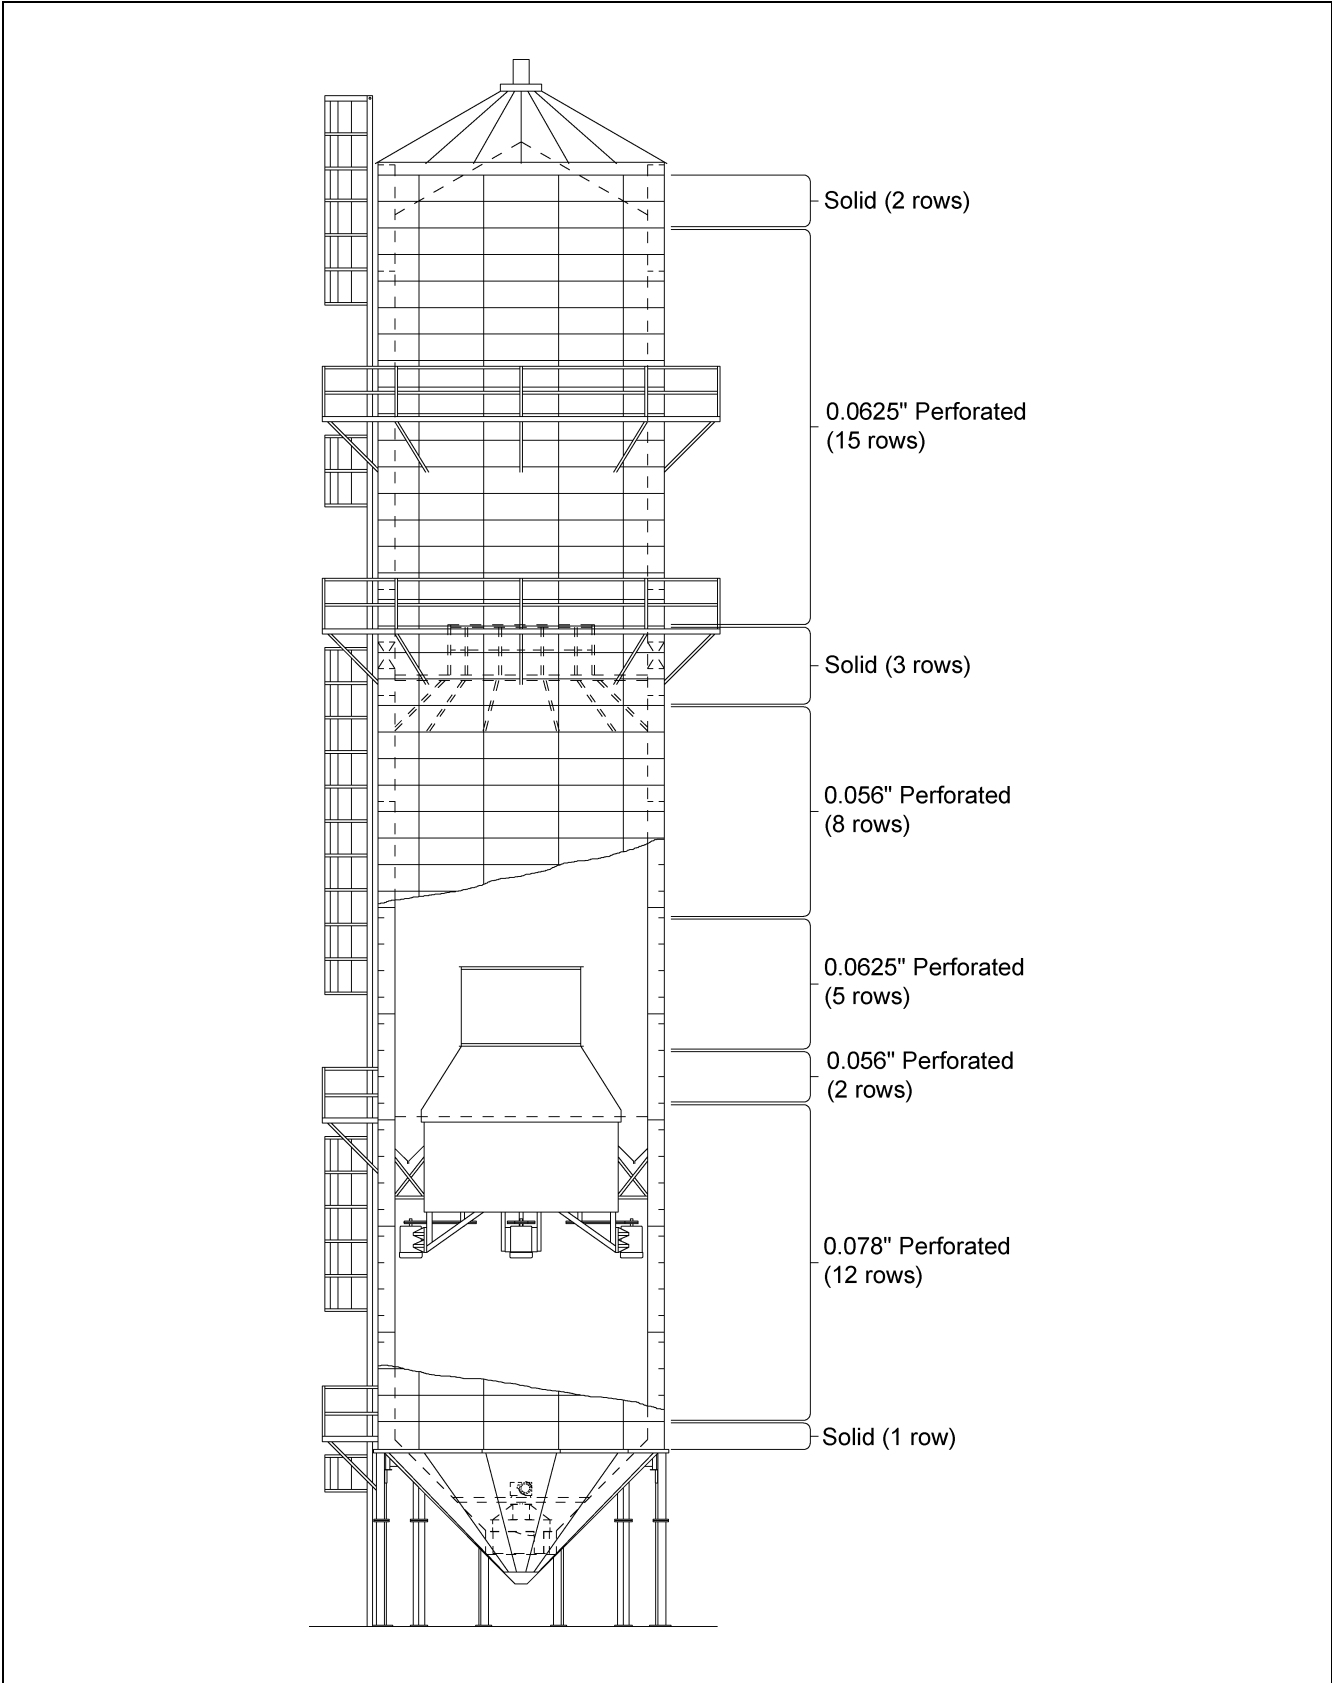 Solid (2 rows)
0.0625" Perforated
(15 rows)
Solid (3 rows)
0.056" Perforated
(8 rows)
0.0625" Perforated
(5 rows)
0.056" Perforated
(2 rows)
0.078" Perforated
(12 rows)
Solid (1 row)